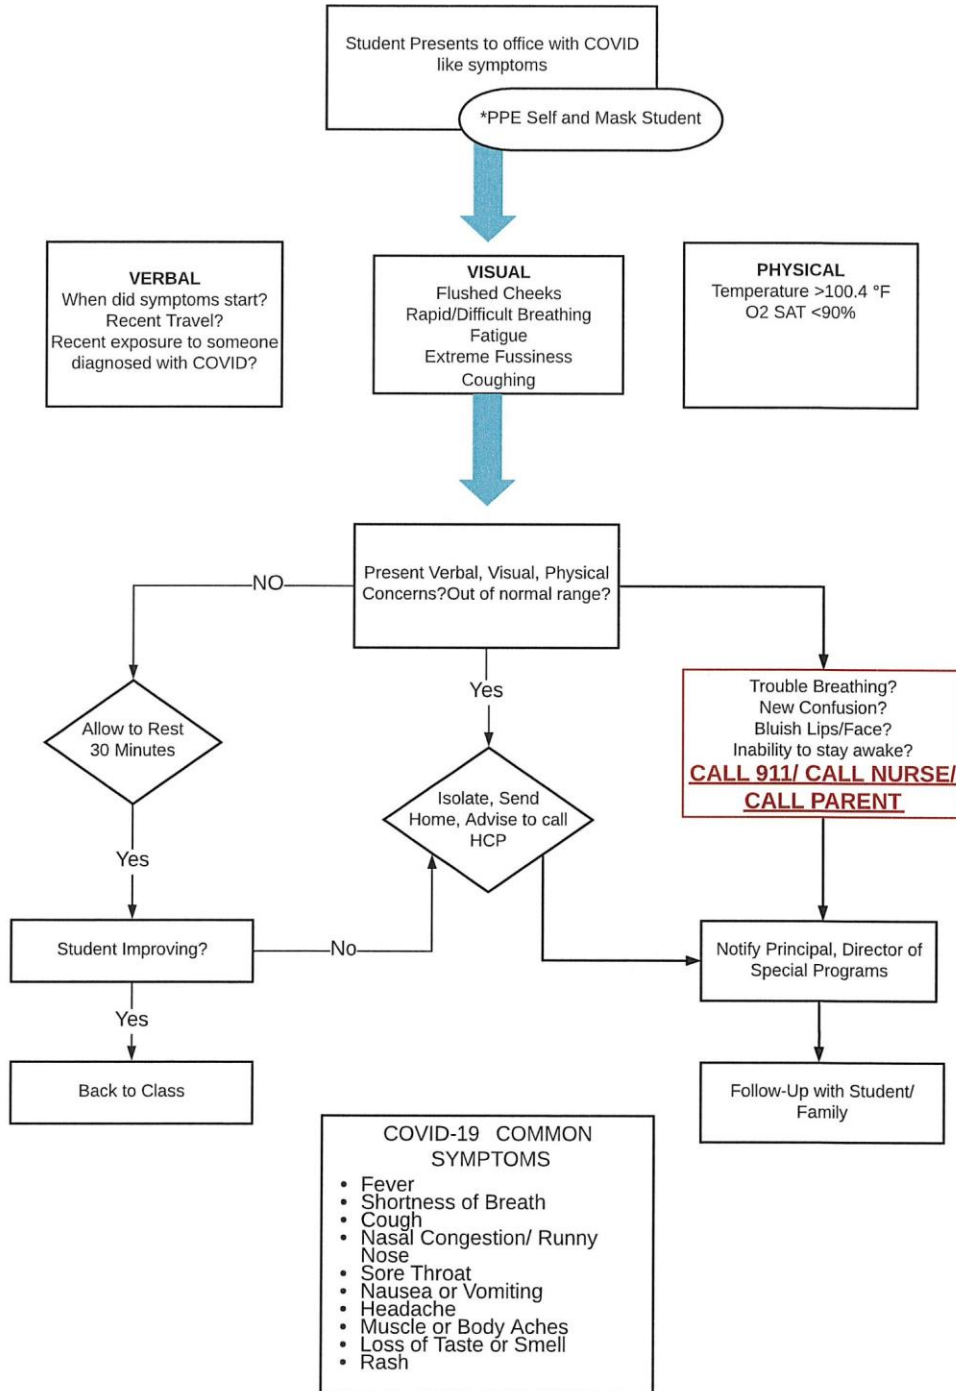 Student Presents to office with COVID
like symptoms
*PPE Self and Mask Student
VERBAL
When did symptoms start?
Recent Travel?
Recent exposure to someone
diagnosed with COVID?
VISUAL
Flushed Cheeks
Rapid/Difficult Breathing
Fatigue
Extreme Fussiness
Coughing
PHYSICAL
Temperature >100.4 °F
O2 SAT <90%
Present Verbal, Visual, Physical
Concerns?Out of normal range?
NO
Yes
Allow to Rest
30 Minutes
Isolate, Send
Home, Advise to call
HCP
Trouble Breathing?
New Confusion?
Bluish Lips/Face?
Inability to stay awake?
CALL 911/ CALL NURSE/
CALL PARENT
Yes
Student Improving?
No
Notify Principal, Director of
Special Programs
Yes
Back to Class
Follow-Up with Student/
Family
COVID-19 COMMON
SYMPTOMS
• Fever
• Shortness of Breath
• Cough
• Nasal Congestion/ Runny
Nose
• Sore Throat
• Nausea or Vomiting
• Headache
• Muscle or Body Aches
• Loss of Taste or Smell
• Rash